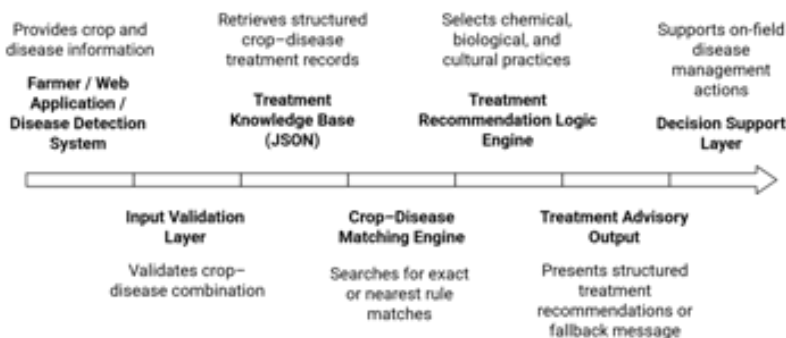 Provides crop and
disease information
Farmer / Web
Application /
Disease Detection
System
Retrieves structured
crop–disease
treatment records
Treatment
Knowledge Base
(JSON)
Selects chemical,
biological, and
cultural practices
Treatment
Recommendation Logic
Engine
Supports on-field
disease
management
actions
Decision Support
Layer
Input Validation
Layer
Validates crop–
disease combination
Crop–Disease
Matching Engine
Searches for exact
or nearest rule
matches
Treatment Advisory
Output
Presents structured
treatment
recommendations or
fallback message